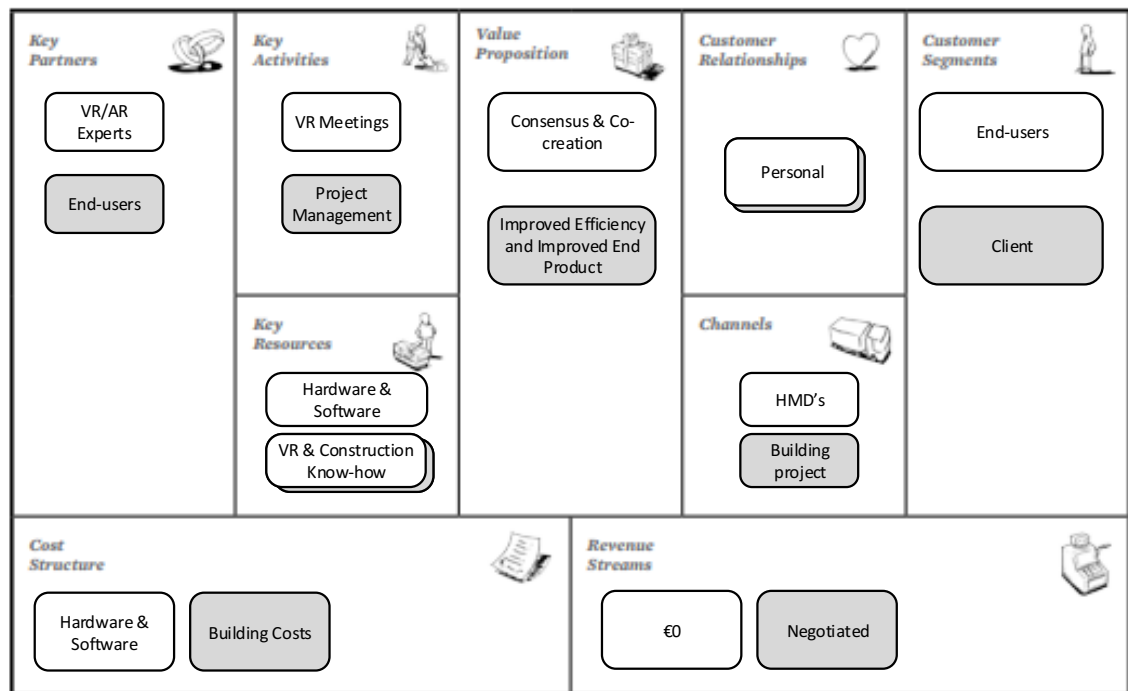 Key
Partners
VR/AR
Experts
End-users
Key
Activities
VR Meetings
Project
Management
Key
Resources
Hardware &
Software
VR & Construction
Know-how
Value
Proposition
Consensus & Co-
creation
Improved Efficiency
and Improved End
Product
Customer
Relationships
Personal
Channels
HMD's
Building
project
Customer
Segments
End-users
Client
Cost
Structure
Hardware &
Software
Building Costs
Revenue
Streams
€0
Negotiated